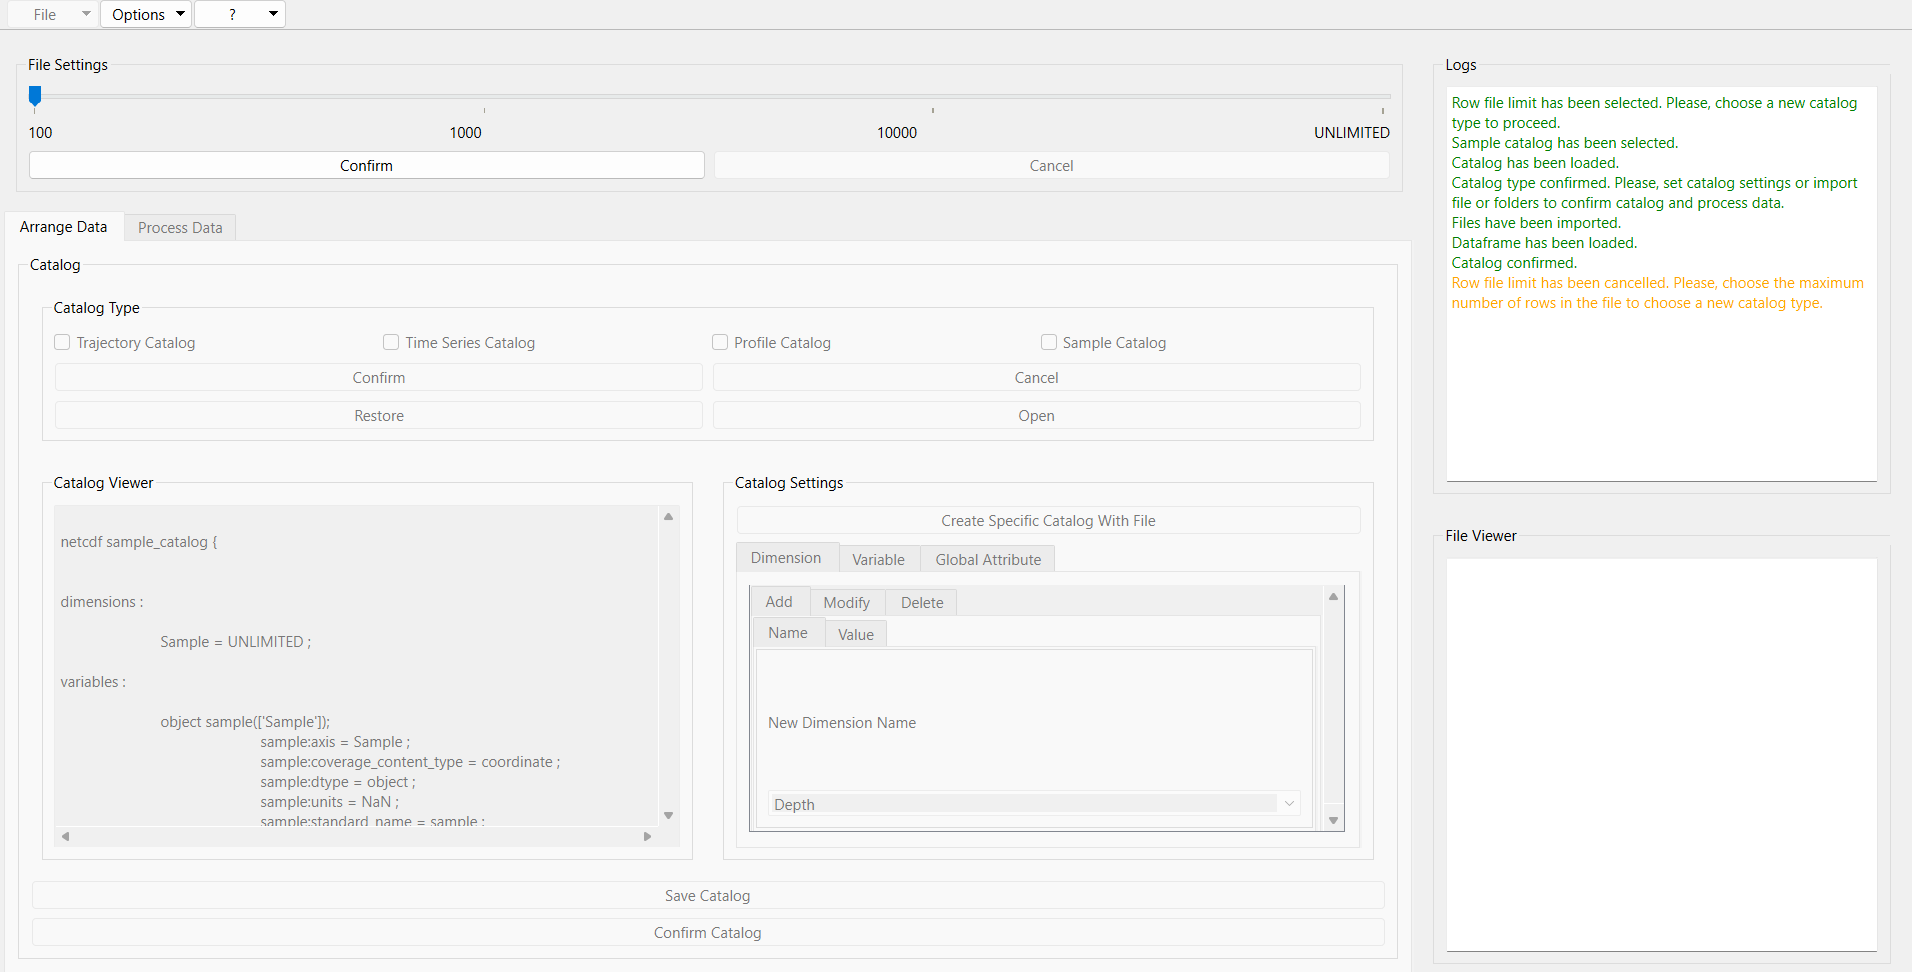 File
Options
?
File Settings
100 1000 10000 UNLIMITED
Confirm Cancel
Arrange Data Process Data
Catalog
Catalog Type
Trajectory Catalog Time Series Catalog Profile Catalog Sample Catalog
Confirm Cancel
Restore Open
Catalog Viewer
netcdf sample_catalog {
dimensions :
Sample = UNLIMITED ;
variables :
object sample(['Sample']);
sample:axis = Sample ;
sample:coverage_content_type = coordinate ;
sample:dtype = object ;
sample:units = NaN ;
sample:standard_name = sample ;
Catalog Settings
Create Specific Catalog With File
Dimension Variable Global Attribute
Add Modify Delete
Name Value
New Dimension Name
Depth
Save Catalog
Confirm Catalog
Logs
Row file limit has been selected. Please, choose a new catalog
type to proceed.
Sample catalog has been selected.
Catalog has been loaded.
Catalog type confirmed. Please, set catalog settings or import
file or folders to confirm catalog and process data.
Files have been imported.
Dataframe has been loaded.
Catalog confirmed.
Row file limit has been cancelled. Please, choose the maximum
number of rows in the file to choose a new catalog type.
File Viewer